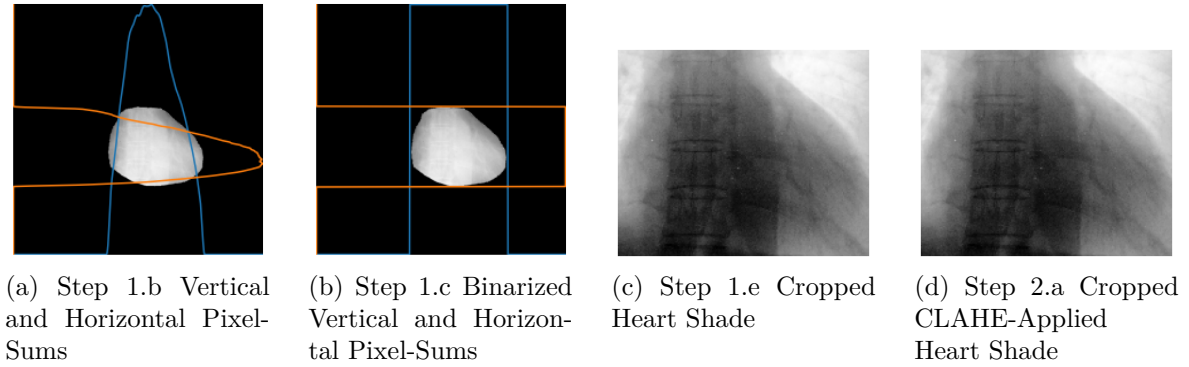 (a) Step 1.b Vertical
and Horizontal Pixel-
Sums
(b) Step 1.c Binarized
Vertical and Horizon-
tal Pixel-Sums
(c) Step 1.e Cropped
Heart Shade
(d) Step 2.a Cropped
CLAHE-Applied
Heart Shade